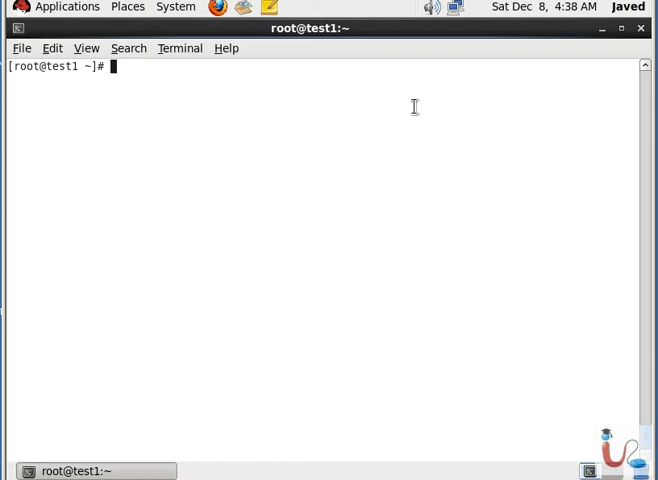 Applications Places System Sat Dec 8, 4:38 AM Javed
root@test1:~
File Edit View Search Terminal Help
[root@test1 ~]#
root@test1:~